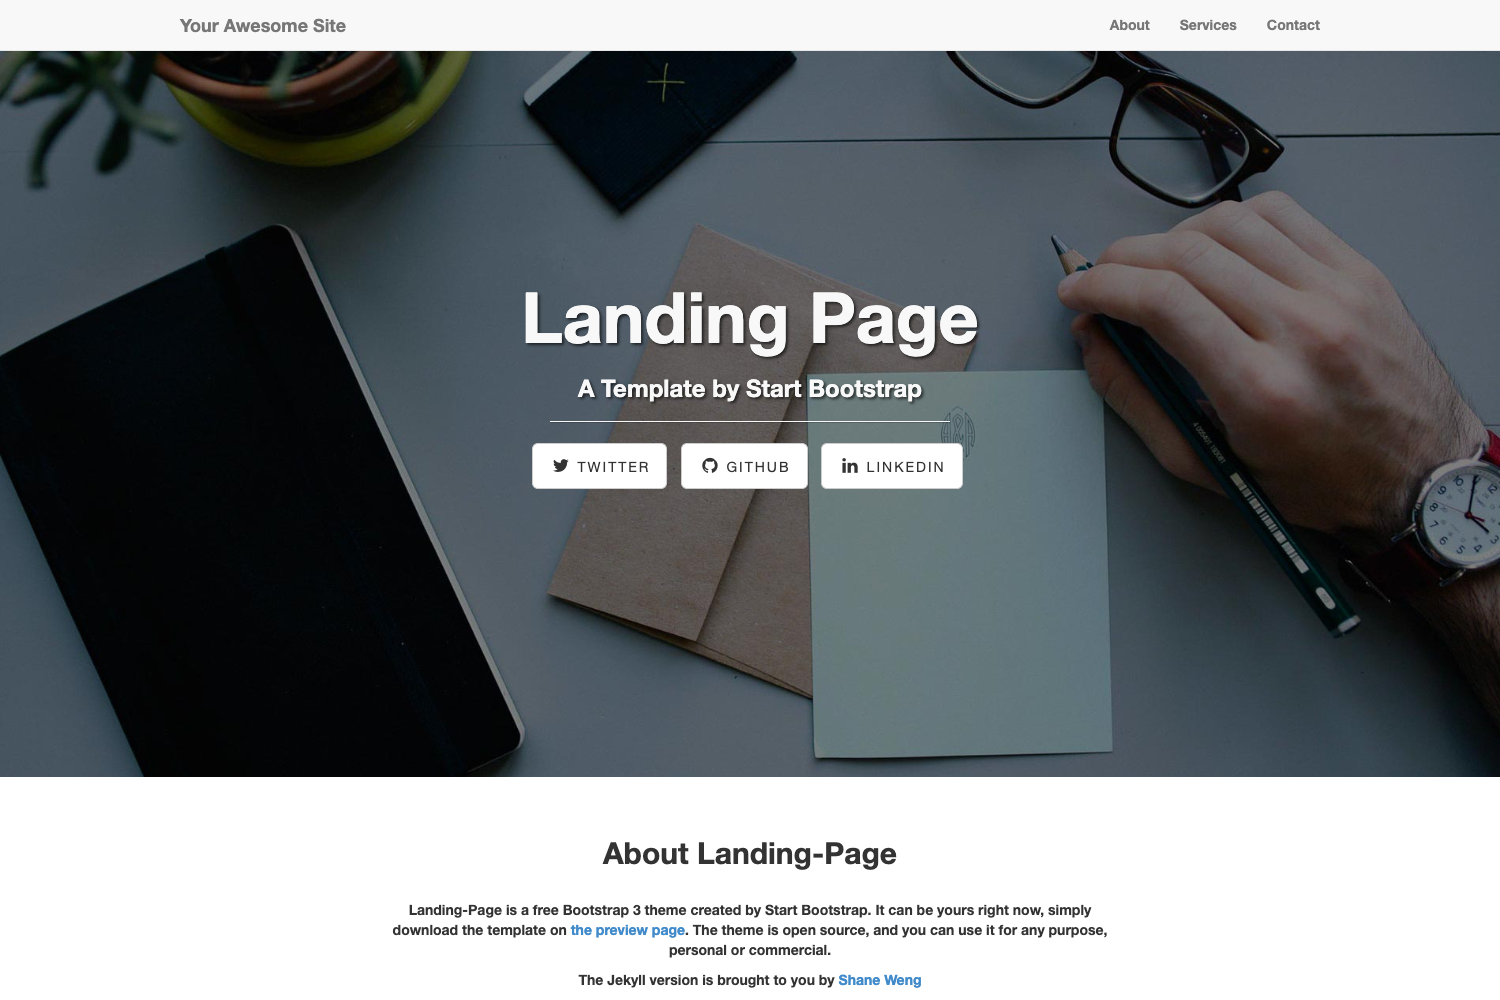 Your Awesome Site
About Services Contact
Landing Page
A Template by Start Bootstrap
TWITTER GITHUB LINKEDIN
About Landing-Page
Landing-Page is a free Bootstrap 3 theme created by Start Bootstrap. It can be yours right now, simply
download the template on the preview page. The theme is open source, and you can use it for any purpose,
personal or commercial.
The Jekyll version is brought to you by Shane Weng